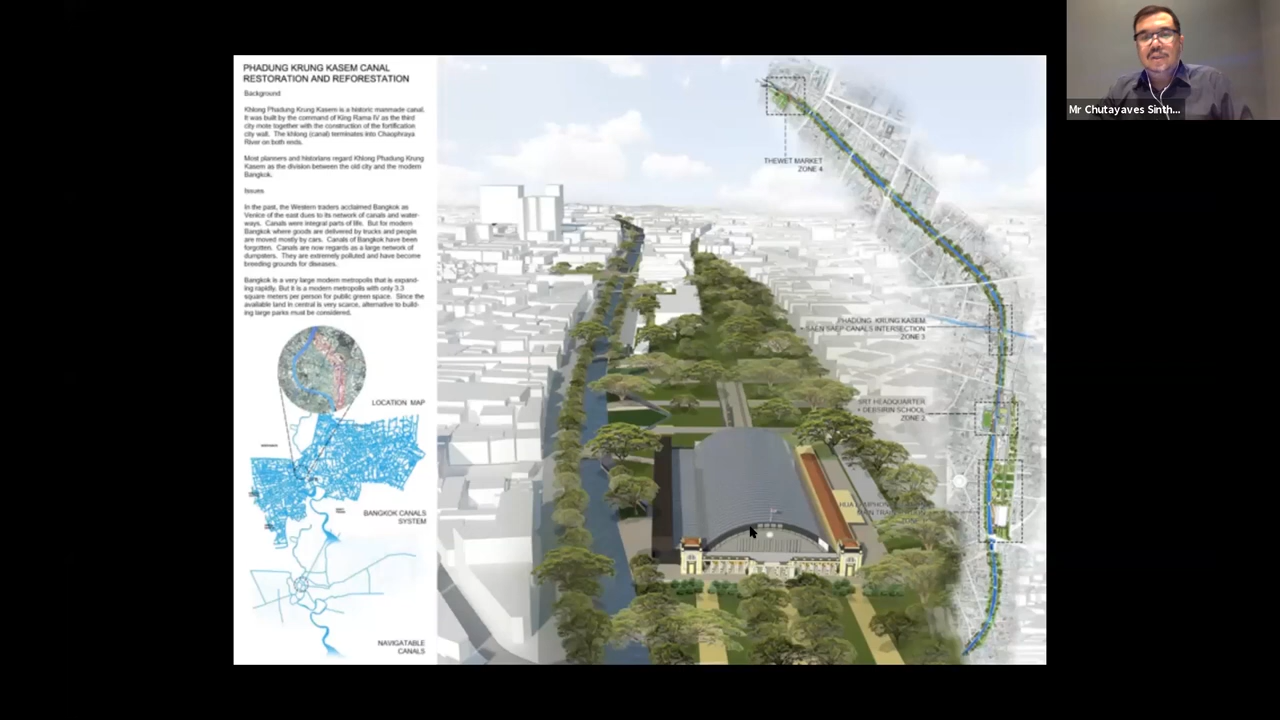 PHADUNG KRUNG KASEM CANAL
RESTORATION AND REFORESTATION
Background
Khlong Phadung Krung Kasem is a historic manmade canal.
It was built by the command of King Rama IV as the third
city mote together with the construction of the fortification
city wall. The khlong (canal) terminates into Chaophraya
River on both ends.
Most planners and historians regard Khlong Phadung Krung
Kasem as the division between the old city and the modern
Bangkok.
Issues
In the past, the Western traders acclaimed Bangkok as
Venice of the east dues to its network of canals and water-
ways. Canals were integral parts of life. But for modern
Bangkok where goods are delivered by trucks and people
are moved mostly by cars. Canals of Bangkok have been
forgotten. Canals are now regards as a large network of
dumpsters. They are extremely polluted and have become
breeding grounds for diseases.
Bangkok is a very large modern metropolis that is expand-
ing rapidly. But it is a modern metropolis with only 3.3
square meters per person for public green space. Since the
available land in central is very scarce, alternative to build-
ing large parks must be considered.
LOCATION MAP
BANGKOK CANALS
SYSTEM
NAVIGATABLE
CANALS
THEWET MARKET
ZONE 4
PHADUNG KRUNG KASEM
+ SAEN SAEP CANALS INTERSECTION
ZONE 3
SRT HEADQUARTER
+ DEBSIRIN SCHOOL
ZONE 2
Mr Chutayaves Sinth...